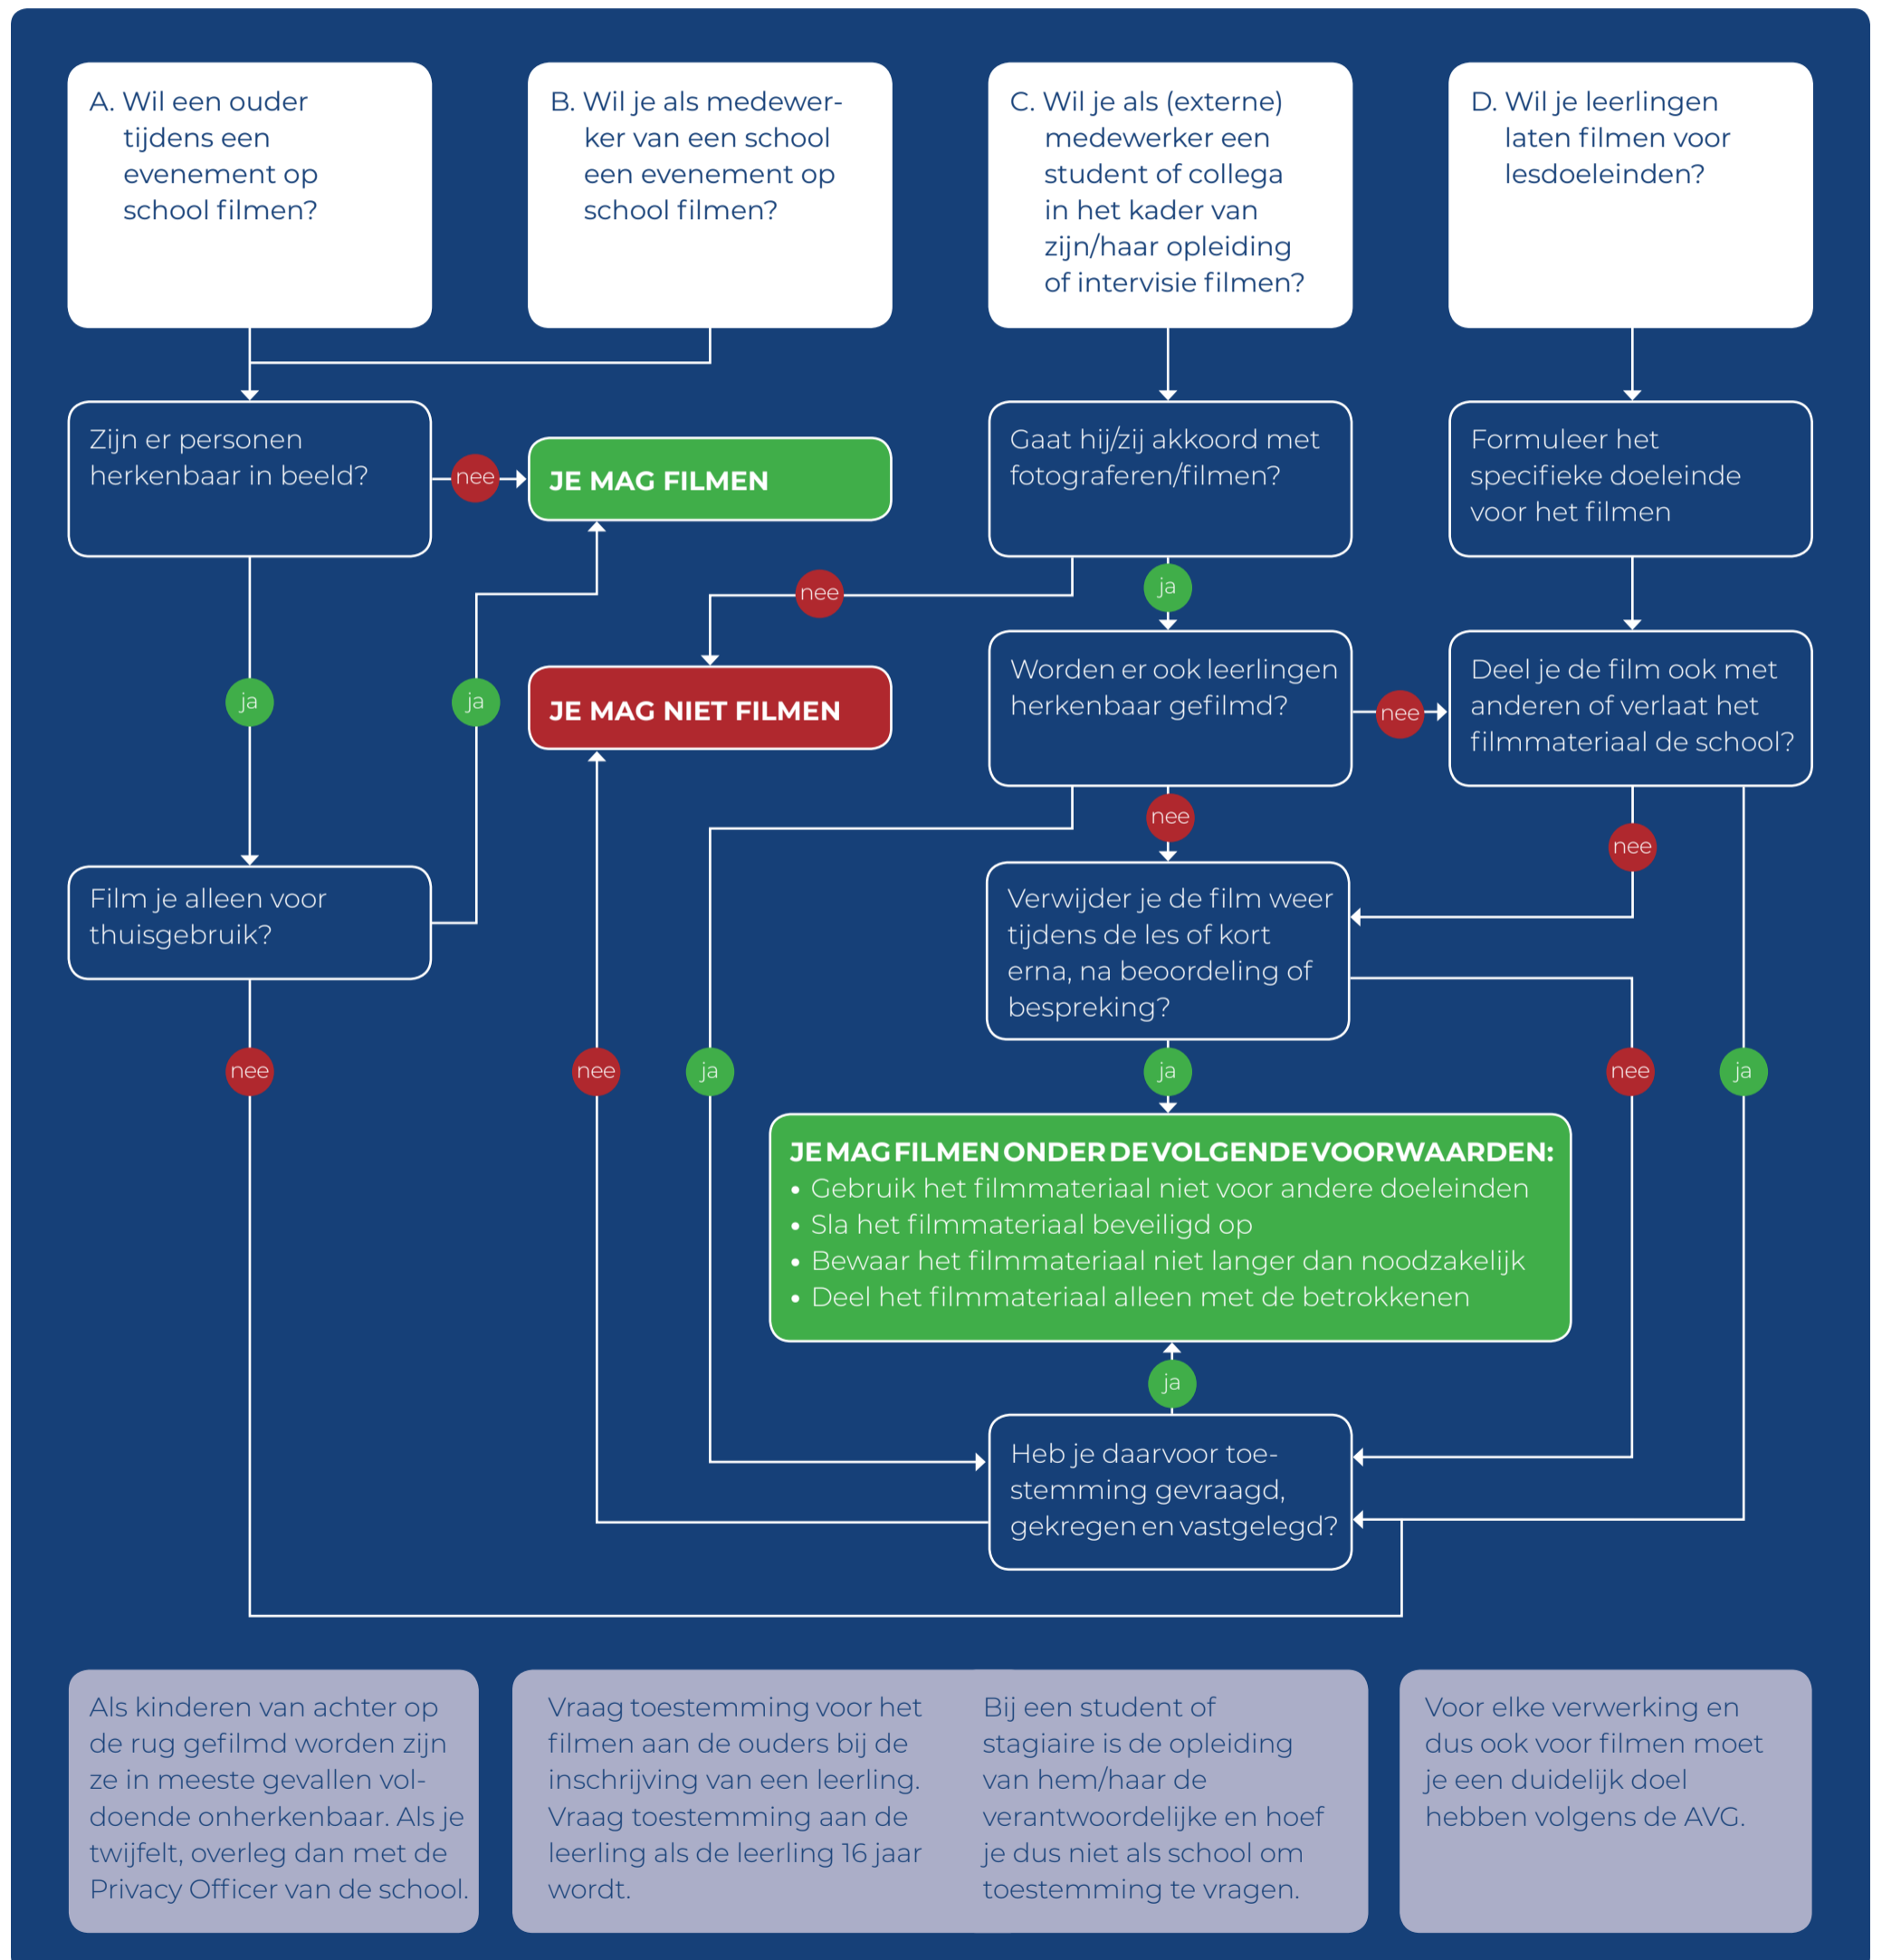 A. Wil een ouder
tijdens een
evenement op
school filmen?
B. Wil je als medewer-
ker van een school
een evenement op
school filmen?
C. Wil je als (externe)
medewerker een
student of collega
in het kader van
zijn/haar opleiding
of intervisie filmen?
D. Wil je leerlingen
laten filmen voor
lesdoeleinden?
Zijn er personen
herkenbaar in beeld?
nee
JE MAG FILMEN
Gaat hij/zij akkoord met
fotograferen/filmen?
Formuleer het
specifieke doeleinde
voor het filmen
nee
ja
ja
ja
JE MAG NIET FILMEN
Worden er ook leerlingen
herkenbaar gefilmd?
nee
Deel je de film ook met
anderen of verlaat het
filmmateriaal de school?
nee
nee
Film je alleen voor
thuisgebruik?
Verwijder je de film weer
tijdens de les of kort
erna, na beoordeling of
bespreking?
nee
nee
ja
ja
nee
ja
JE MAG FILMEN ONDER DE VOLGENDE VOORWAARDEN:
• Gebruik het filmmateriaal niet voor andere doeleinden
• Sla het filmmateriaal beveiligd op
• Bewaar het filmmateriaal niet langer dan noodzakelijk
• Deel het filmmateriaal alleen met de betrokkenen
ja
Heb je daarvoor toe-
stemming gevraagd,
gekregen en vastgelegd?
Als kinderen van achter op
de rug gefilmd worden zijn
ze in meeste gevallen vol-
doende onherkenbaar. Als je
twijfelt, overleg dan met de
Privacy Officer van de school.
Vraag toestemming voor het
filmen aan de ouders bij de
inschrijving van een leerling.
Vraag toestemming aan de
leerling als de leerling 16 jaar
wordt.
Bij een student of
stagiaire is de opleiding
van hem/haar de
verantwoordelijke en hoef
je dus niet als school om
toestemming te vragen.
Voor elke verwerking en
dus ook voor filmen moet
je een duidelijk doel
hebben volgens de AVG.